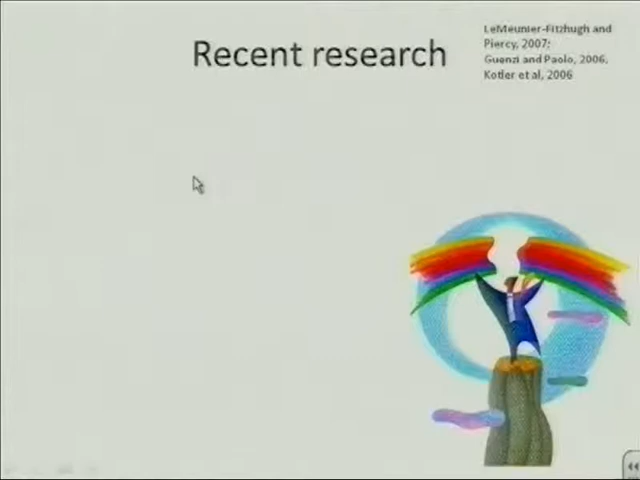 Recent research
LeMeunier-Fitzhugh and
Piercy, 2007;
Guenzi and Paolo, 2006,
Kotler et al, 2006